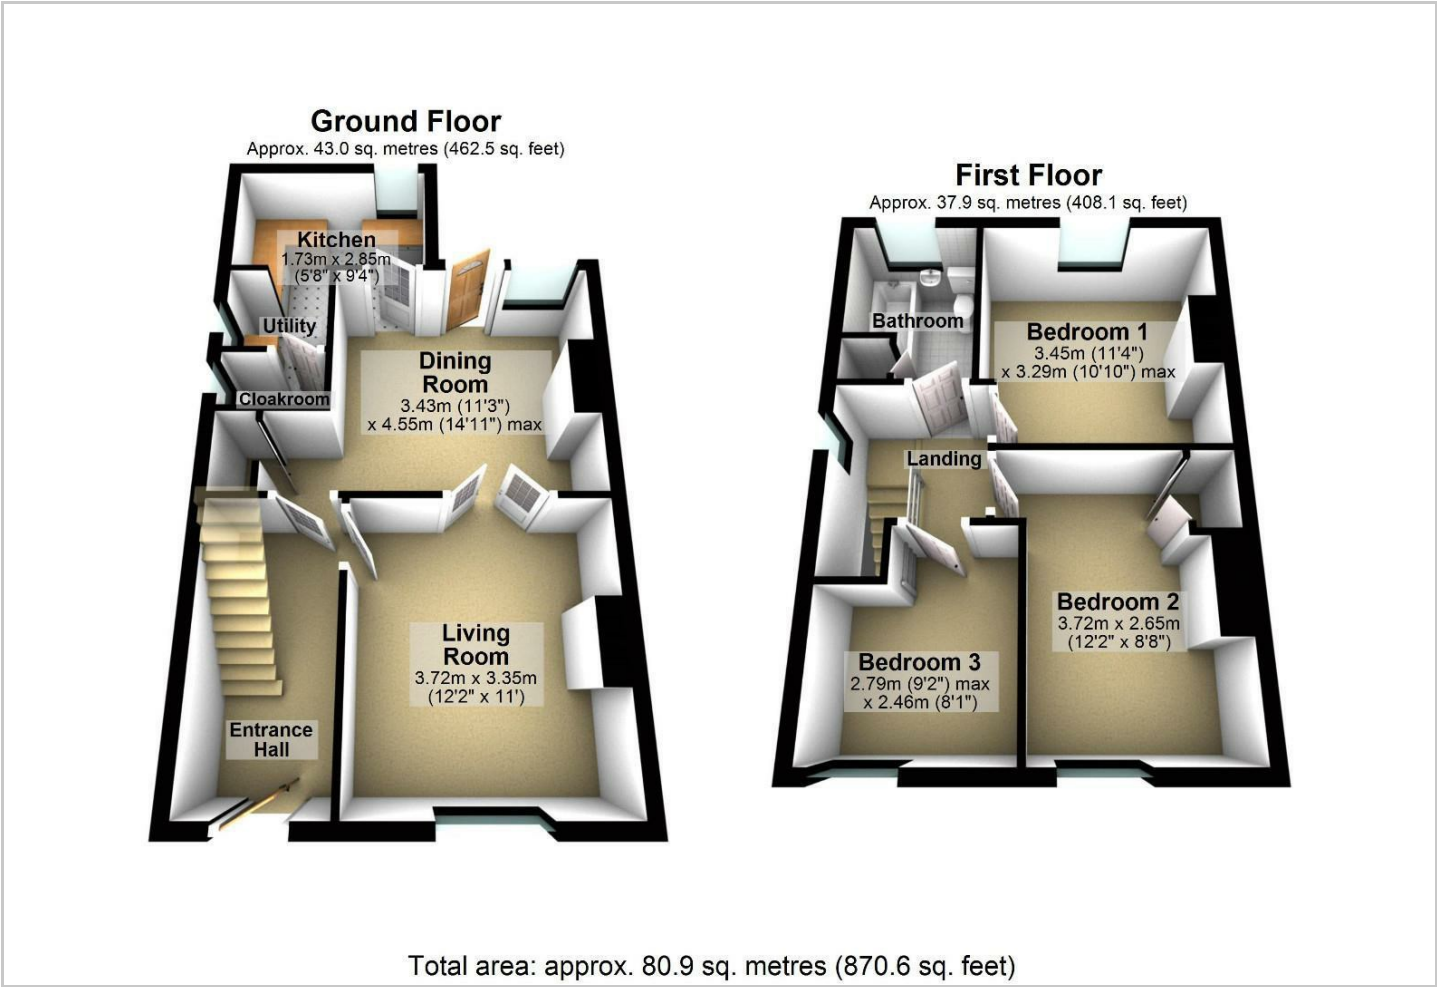 Ground Floor
Approx. 43.0 sq. metres (462.5 sq. feet)
Kitchen
1.73m x 2.85m
(5'8" x 9'4")
Utility
Cloakroom
Dining
Room
3.43m (11'3")
x 4.55m (14'11") max
Living
Room
3.72m x 3.35m
(12'2" x 11')
Entrance
Hall
First Floor
Approx. 37.9 sq. metres (408.1 sq. feet)
Bathroom
Bedroom 1
3.45m (11'4")
x 3.29m (10'10") max
Landing
Bedroom 2
3.72m x 2.65m
(12'2" x 8'8")
Bedroom 3
2.79m (9'2") max
x 2.46m (8'1")
Total area: approx. 80.9 sq. metres (870.6 sq. feet)